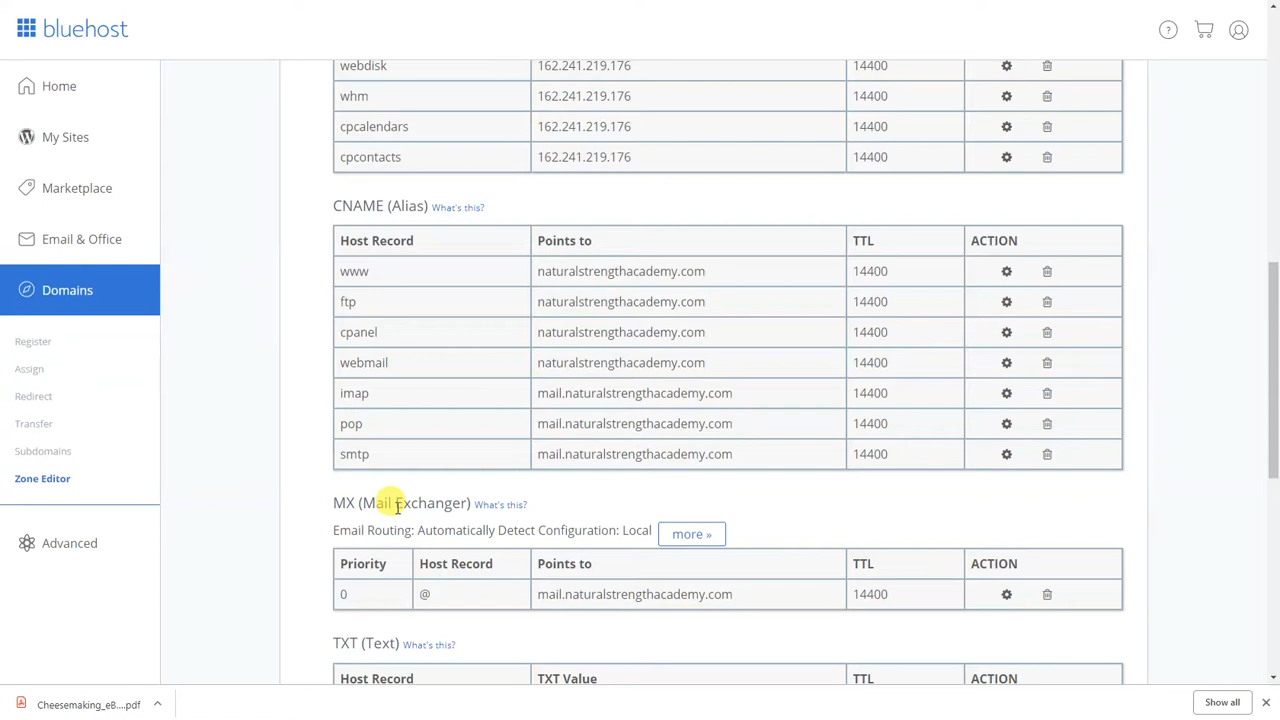 bluehost
Home
My Sites
Marketplace
Email & Office
Domains
Register
Assign
Redirect
Transfer
Subdomains
Zone Editor
Advanced
webdisk 162.241.219.176 14400
whm 162.241.219.176 14400
cpcalendars 162.241.219.176 14400
cpcontacts 162.241.219.176 14400
CNAME (Alias) What's this?
Host Record Points to TTL ACTION
www naturalstrengthacademy.com 14400
ftp naturalstrengthacademy.com 14400
cpanel naturalstrengthacademy.com 14400
webmail naturalstrengthacademy.com 14400
imap mail.naturalstrengthacademy.com 14400
pop mail.naturalstrengthacademy.com 14400
smtp mail.naturalstrengthacademy.com 14400
MX (Mail Exchanger) What's this?
Email Routing: Automatically Detect Configuration: Local more »
Priority Host Record Points to TTL ACTION
0 @ mail.naturalstrengthacademy.com 14400
TXT (Text) What's this?
Host Record TXT Value TTL ACTION
Cheesemaking_eB....pdf
Show all